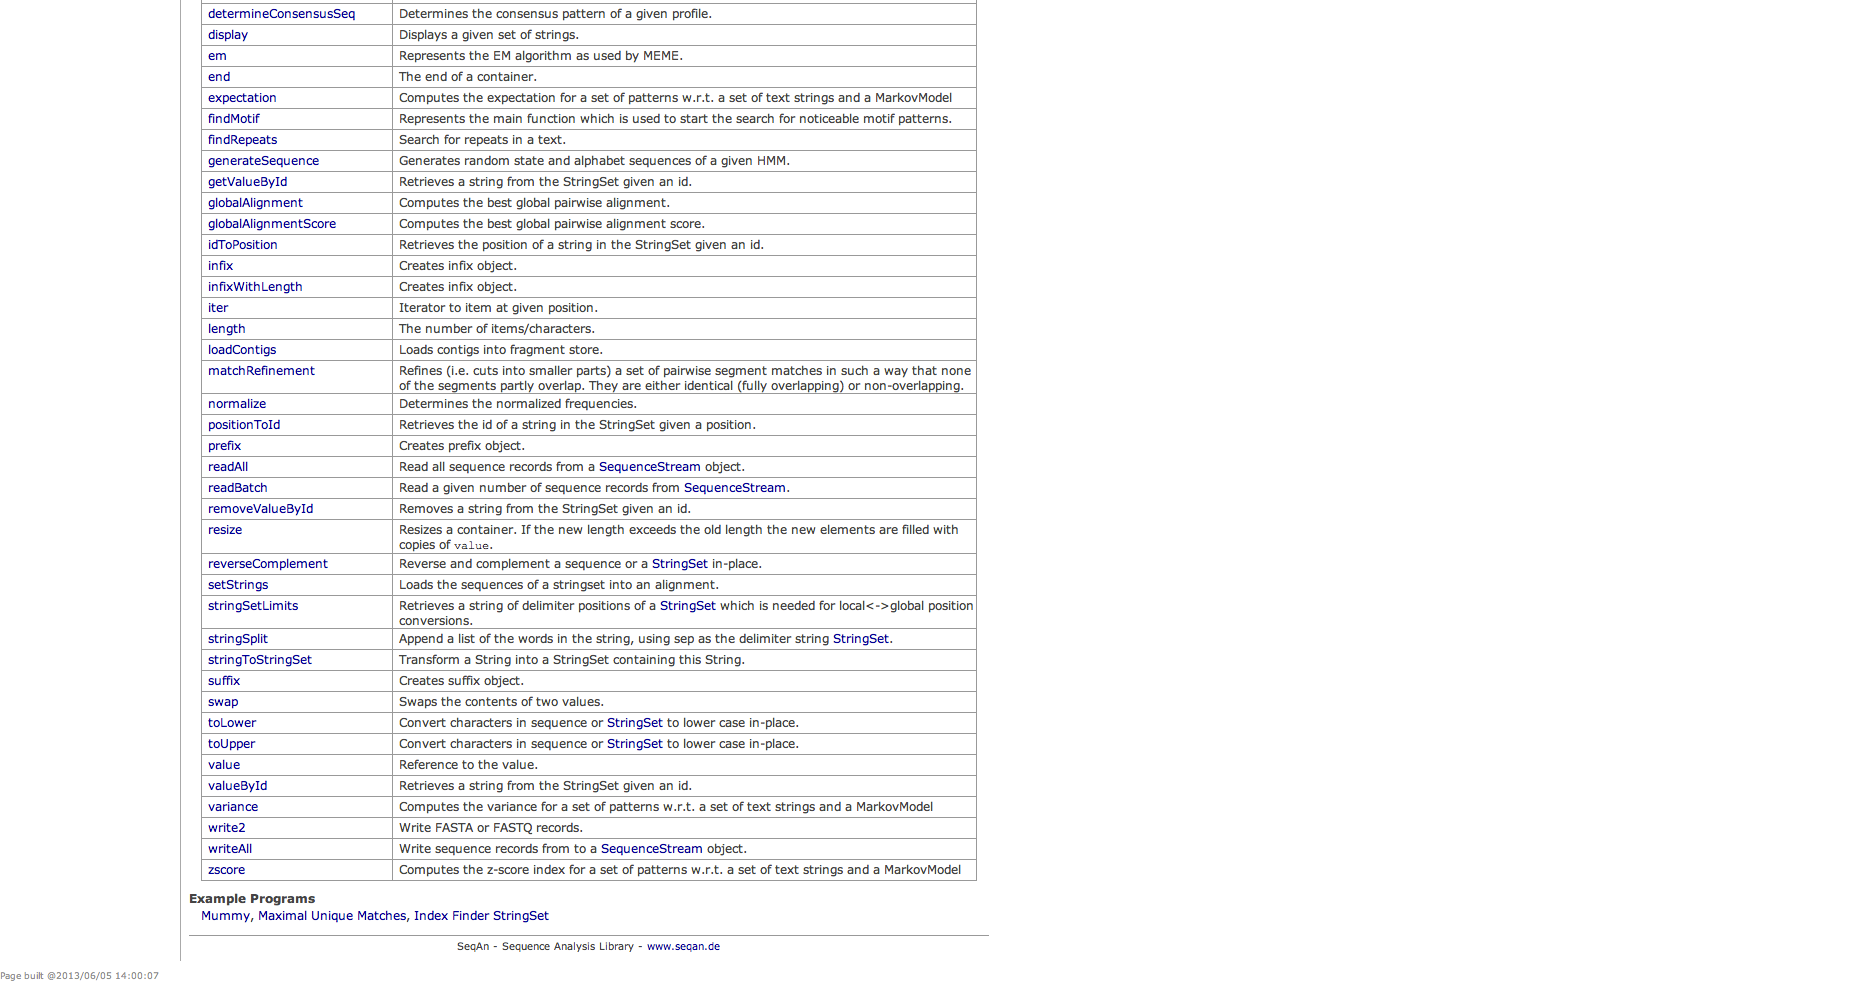 determineConsensusSeq Determines the consensus pattern of a given profile.
display Displays a given set of strings.
em Represents the EM algorithm as used by MEME.
end The end of a container.
expectation Computes the expectation for a set of patterns w.r.t. a set of text strings and a MarkovModel
findMotif Represents the main function which is used to start the search for noticeable motif patterns.
findRepeats Search for repeats in a text.
generateSequence Generates random state and alphabet sequences of a given HMM.
getValueById Retrieves a string from the StringSet given an id.
globalAlignment Computes the best global pairwise alignment.
globalAlignmentScore Computes the best global pairwise alignment score.
idToPosition Retrieves the position of a string in the StringSet given an id.
infix Creates infix object.
infixWithLength Creates infix object.
iter Iterator to item at given position.
length The number of items/characters.
loadContigs Loads contigs into fragment store.
matchRefinement Refines (i.e. cuts into smaller parts) a set of pairwise segment matches in such a way that none
of the segments partly overlap. They are either identical (fully overlapping) or non-overlapping.
normalize Determines the normalized frequencies.
positionToId Retrieves the id of a string in the StringSet given a position.
prefix Creates prefix object.
readAll Read all sequence records from a SequenceStream object.
readBatch Read a given number of sequence records from SequenceStream.
removeValueById Removes a string from the StringSet given an id.
resize Resizes a container. If the new length exceeds the old length the new elements are filled with
copies of value.
reverseComplement Reverse and complement a sequence or a StringSet in-place.
setStrings Loads the sequences of a stringset into an alignment.
stringSetLimits Retrieves a string of delimiter positions of a StringSet which is needed for local<->global position
conversions.
stringSplit Append a list of the words in the string, using sep as the delimiter string StringSet.
stringToStringSet Transform a String into a StringSet containing this String.
suffix Creates suffix object.
swap Swaps the contents of two values.
toLower Convert characters in sequence or StringSet to lower case in-place.
toUpper Convert characters in sequence or StringSet to lower case in-place.
value Reference to the value.
valueById Retrieves a string from the StringSet given an id.
variance Computes the variance for a set of patterns w.r.t. a set of text strings and a MarkovModel
write2 Write FASTA or FASTQ records.
writeAll Write sequence records from to a SequenceStream object.
zscore Computes the z-score index for a set of patterns w.r.t. a set of text strings and a MarkovModel
Example Programs
Mummy, Maximal Unique Matches, Index Finder StringSet
SeqAn - Sequence Analysis Library - www.seqan.de
Page built @2013/06/05 14:00:07